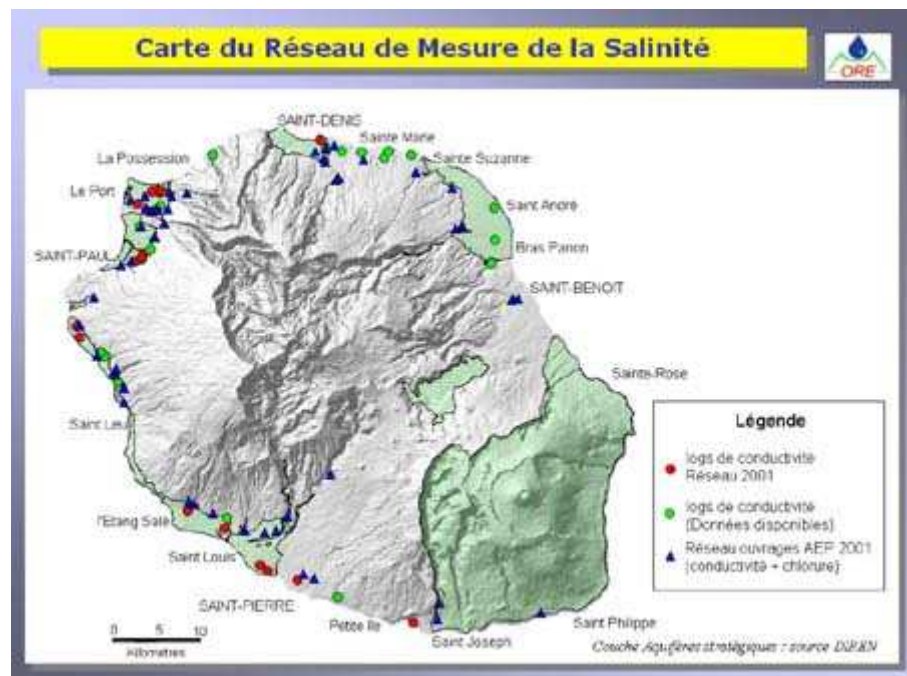 Carte du Réseau de Mesure de la Salinité
ORE
SAINT-DENIS
Sainte Marie
La Possession
Sainte Suzanne
Le Port
Saint André
Bras Panon
SAINT-PAUL
SAINT-BENOIT
Sainte-Rose
Saint Leu
Légende
logs de conductivité
Réseau 2001
logs de conductivité
(Données disponibles)
Réseau ouvrages AEP 2001
(conductivité + chlorure)
l'Etang Salé
Saint Louis
SAINT-PIERRE
Petite Ile
Saint Joseph
Saint Philippe
0 5 10
Kilomètres
Couche Aquifères stratégiques : source DIREN